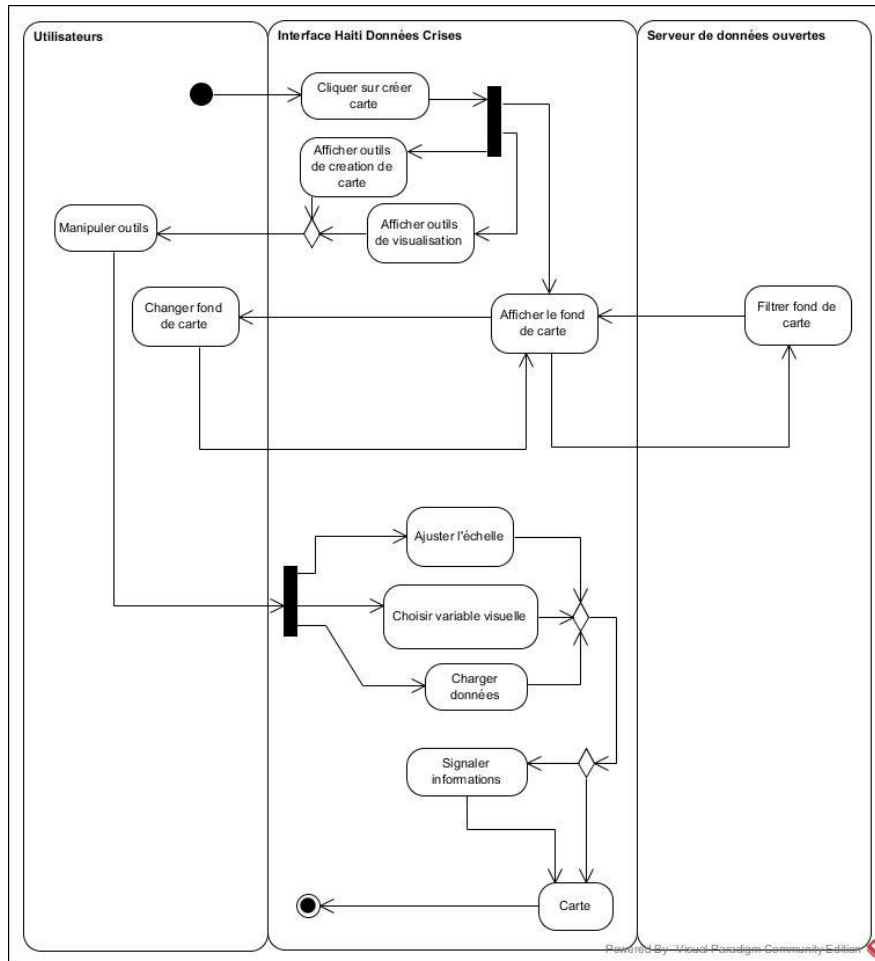 Utilisateurs
Interface Haiti Données Crises
Serveur de données ouvertes
Cliquer sur créer
carte
Afficher outils
de creation de
carte
Manipuler outils
Afficher outils
de visualisation
Changer fond
de carte
Afficher le fond
de carte
Filtrer fond de
carte
Ajuster l'échelle
Choisir variable visuelle
Charger
données
Signaler
informations
Carte
Powered By Visual Paradigm Community Edition